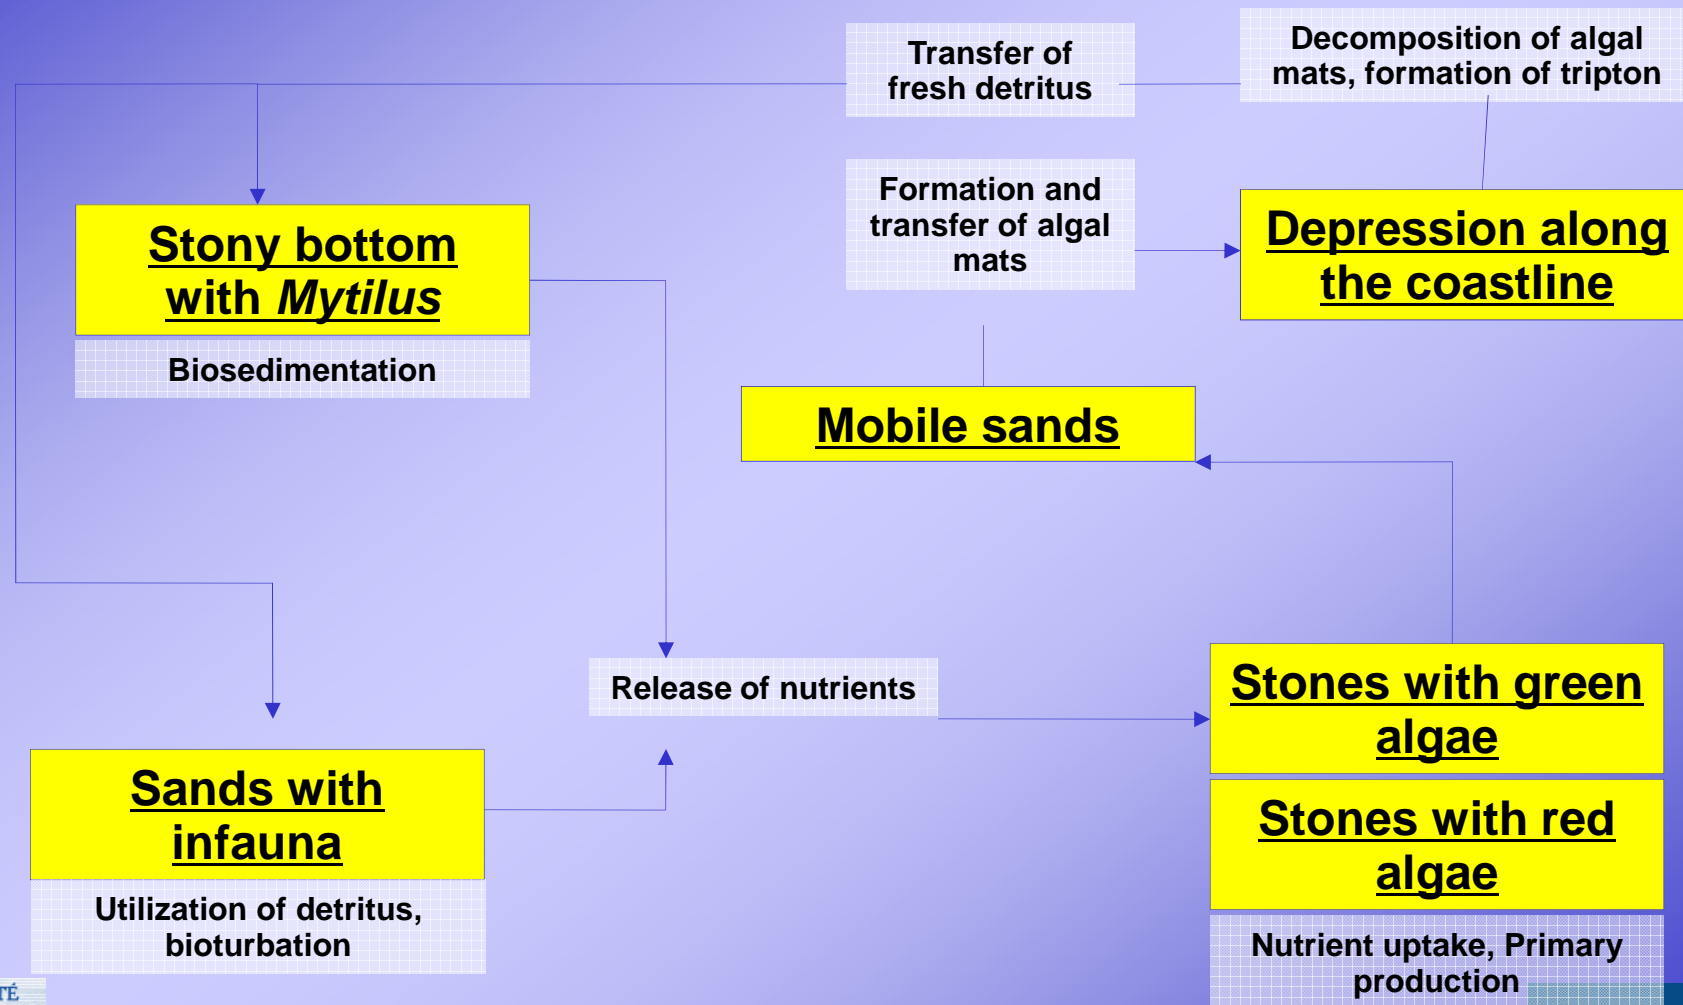 Transfer of
fresh detritus
Decomposition of algal
mats, formation of tripton
Formation and
transfer of algal
mats
Stony bottom
with Mytilus
Biosedimentation
Depression along
the coastline
Mobile sands
Release of nutrients
Stones with green
algae
Stones with red
algae
Nutrient uptake, Primary
production
Sands with
infauna
Utilization of detritus,
bioturbation
TÉ